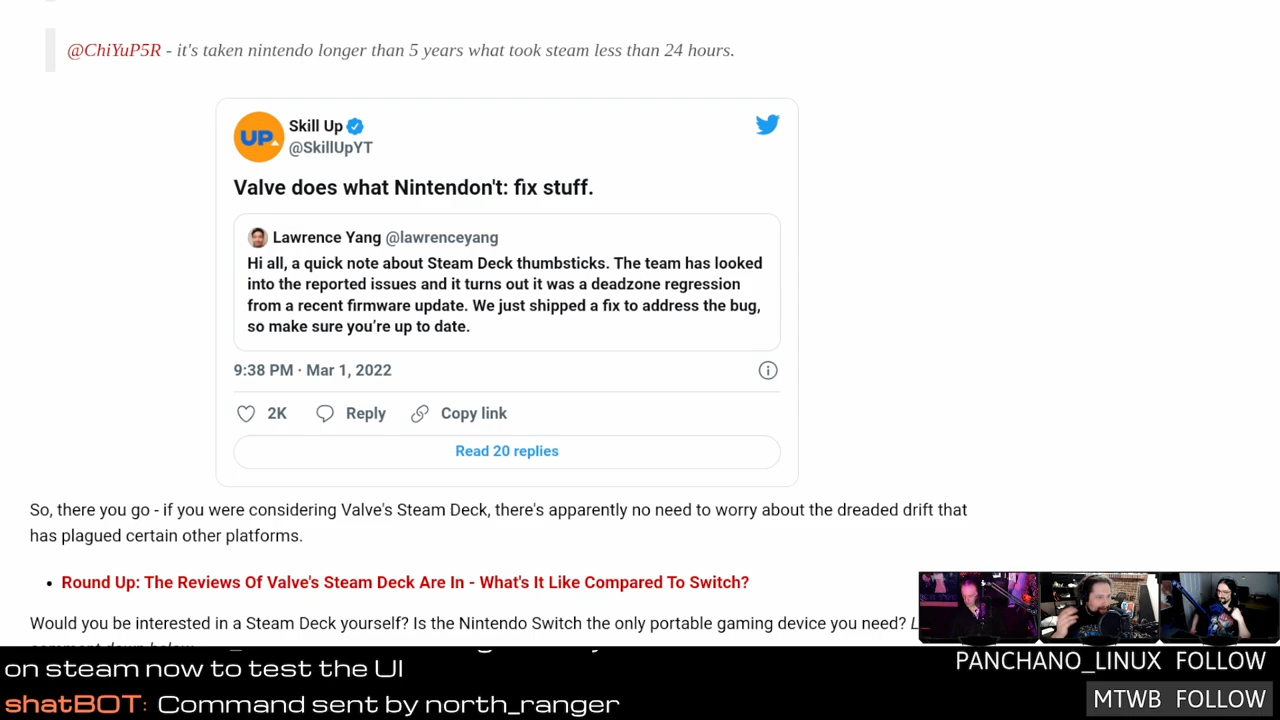 @ChiYuP5R - it's taken nintendo longer than 5 years what took steam less than 24 hours.
UP
Skill Up
@SkillUpYT
Valve does what Nintendon't: fix stuff.
Lawrence Yang @lawrenceyang
Hi all, a quick note about Steam Deck thumbsticks. The team has looked
into the reported issues and it turns out it was a deadzone regression
from a recent firmware update. We just shipped a fix to address the bug,
so make sure you’re up to date.
9:38 PM · Mar 1, 2022
2K Reply Copy link
Read 20 replies
So, there you go - if you were considering Valve's Steam Deck, there's apparently no need to worry about the dreaded drift that
has plagued certain other platforms.
• Round Up: The Reviews Of Valve's Steam Deck Are In - What's It Like Compared To Switch?
Would you be interested in a Steam Deck yourself? Is the Nintendo Switch the only portable gaming device you need?
on steam now to test the UI
shatBOT: Command sent by north_ranger
PANCHANO_LINUX FOLLOW
MTWB FOLLOW